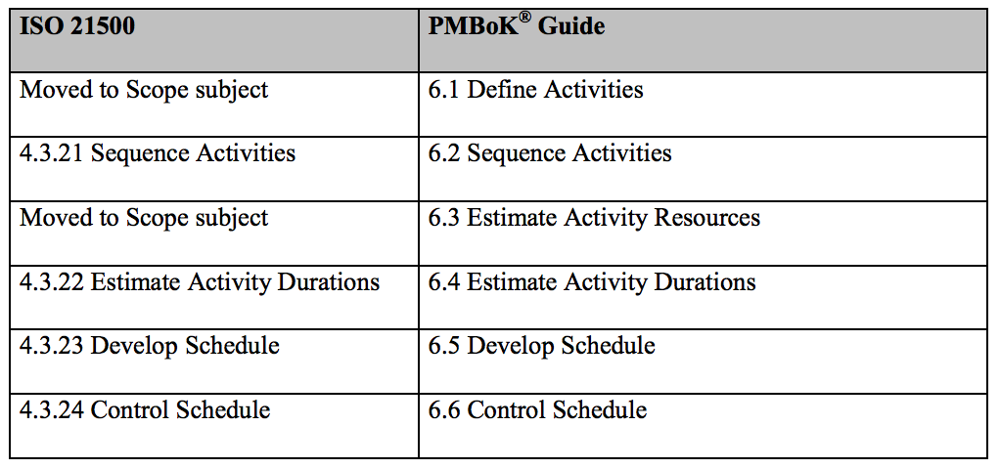 ISO 21500 PMBoK® Guide
Moved to Scope subject 6.1 Define Activities
4.3.21 Sequence Activities 6.2 Sequence Activities
Moved to Scope subject 6.3 Estimate Activity Resources
4.3.22 Estimate Activity Durations 6.4 Estimate Activity Durations
4.3.23 Develop Schedule 6.5 Develop Schedule
4.3.24 Control Schedule 6.6 Control Schedule